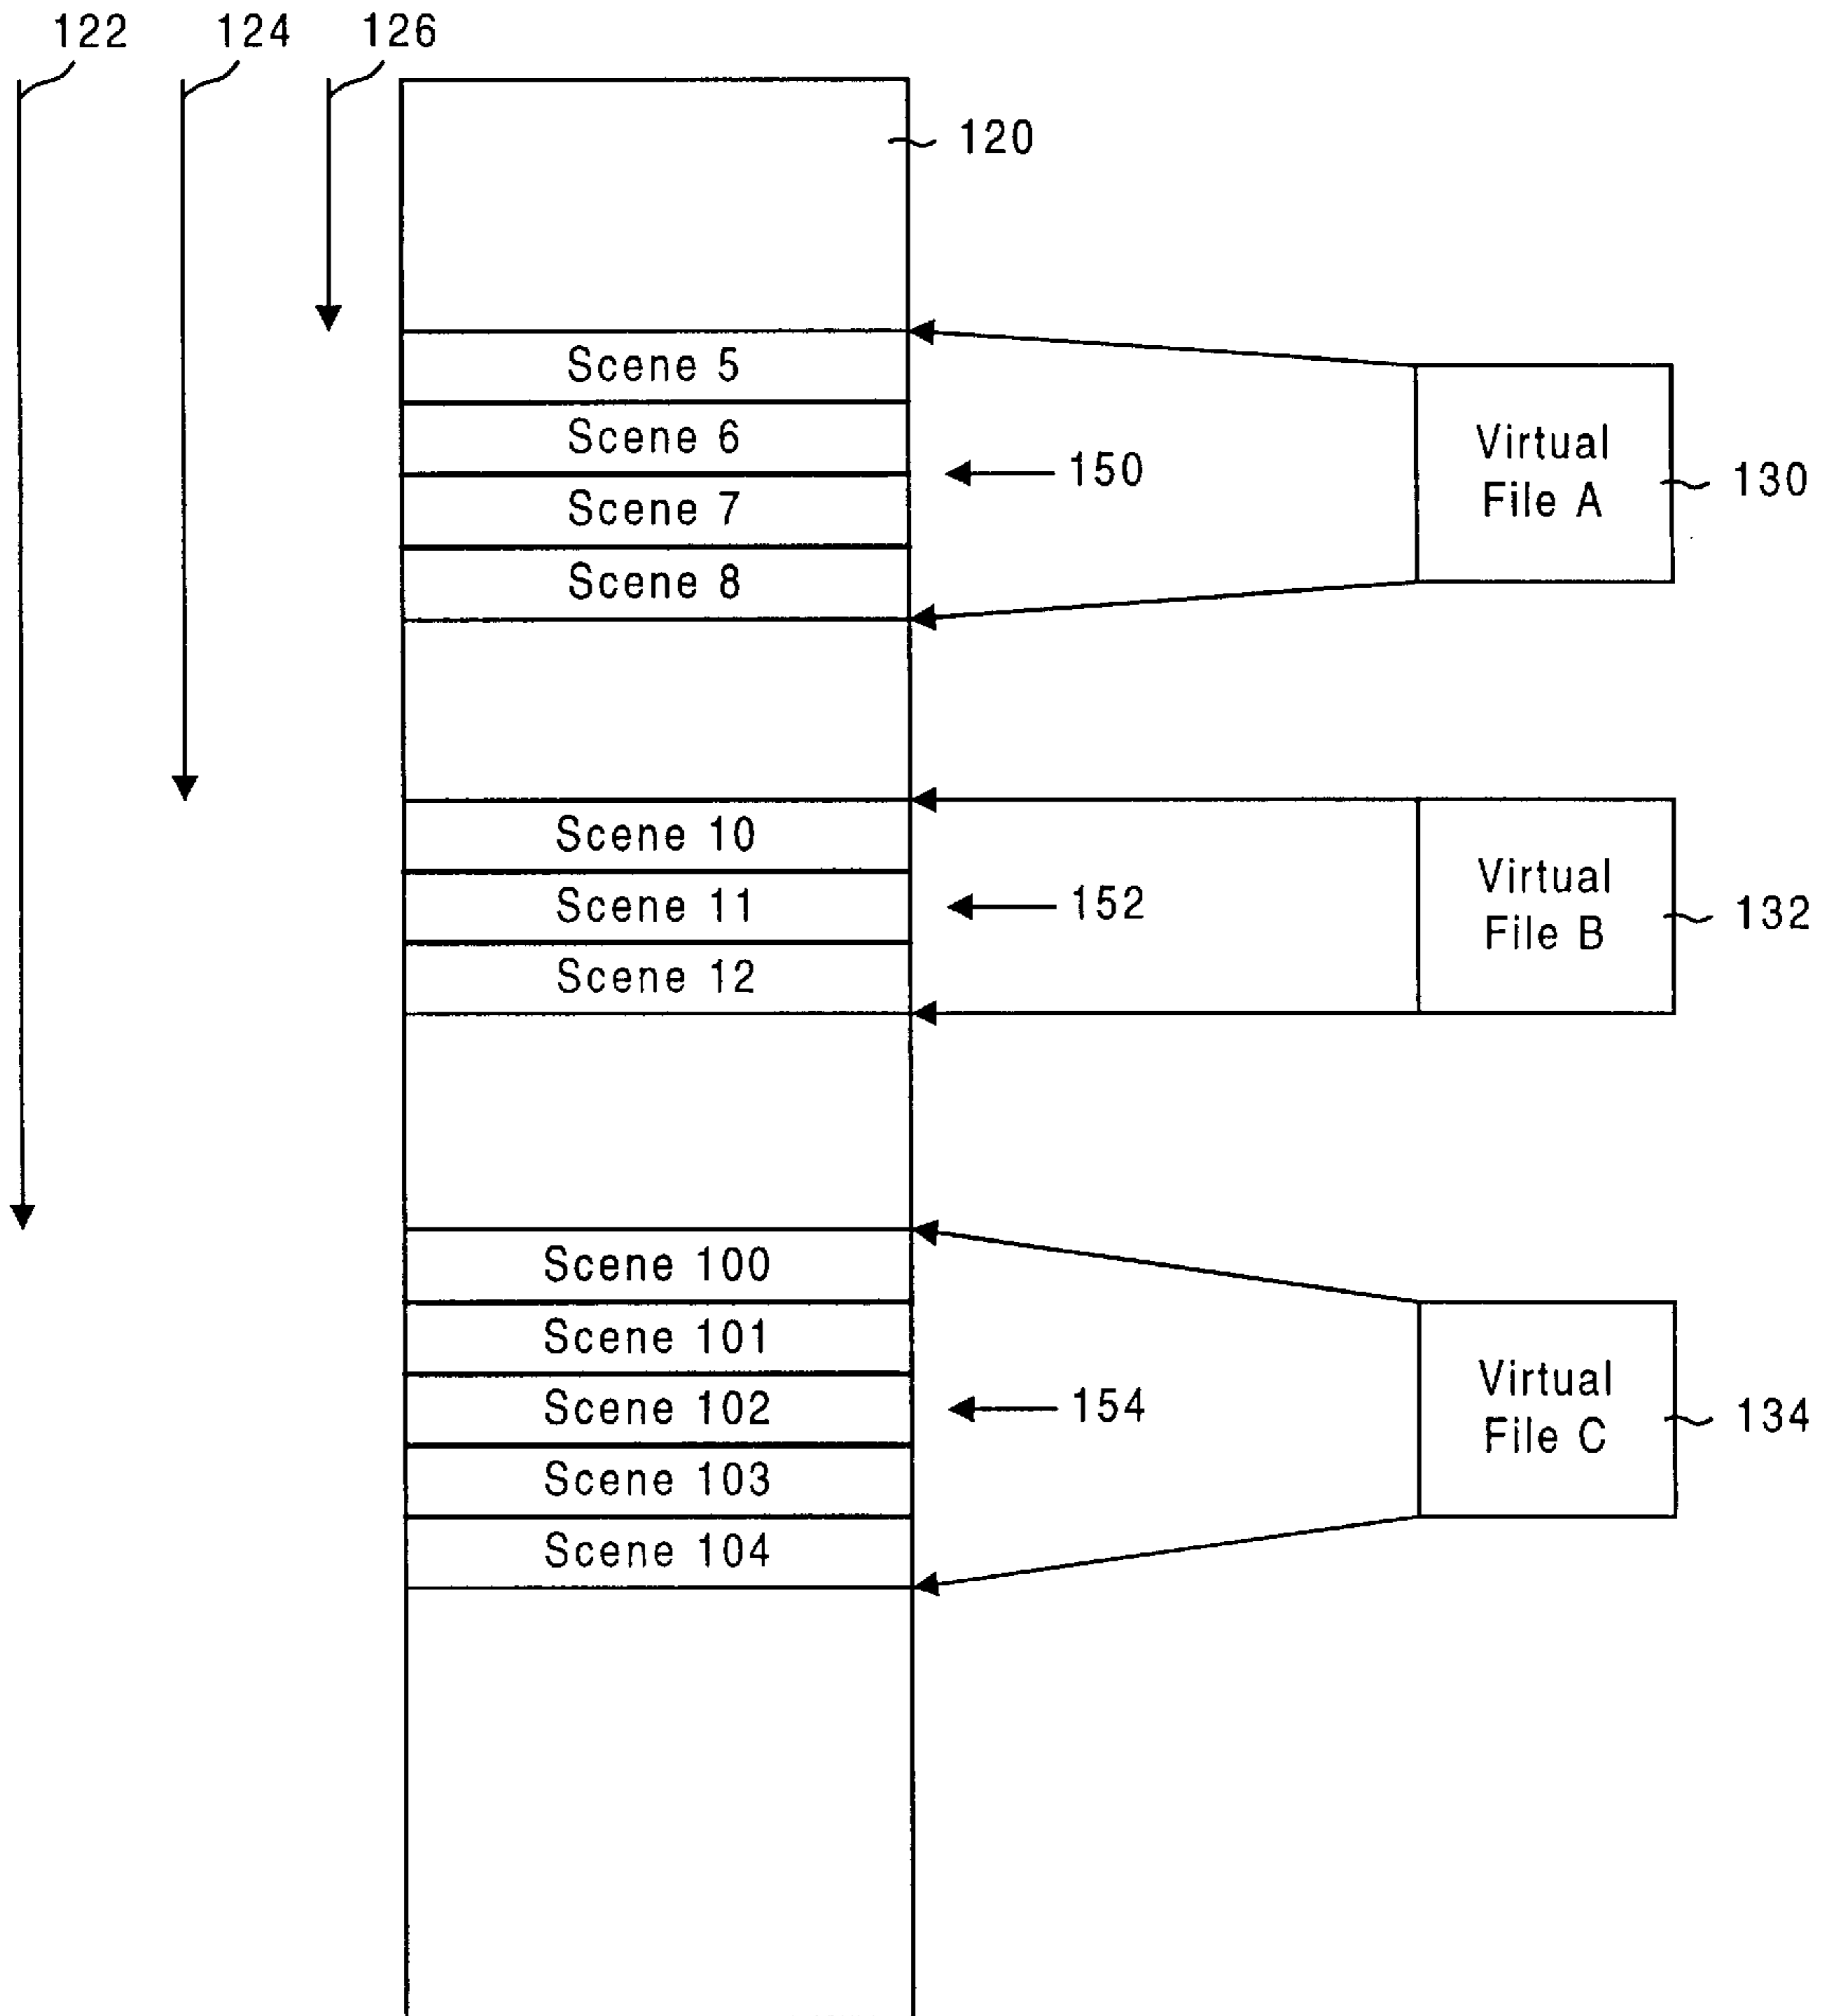 122
124
126
120
Scene 5
Scene 6
Scene 7
Scene 8
150
Virtual
File A
130
Scene 10
Scene 11
Scene 12
152
Virtual
File B
132
Scene 100
Scene 101
Scene 102
Scene 103
Scene 104
154
Virtual
File C
134